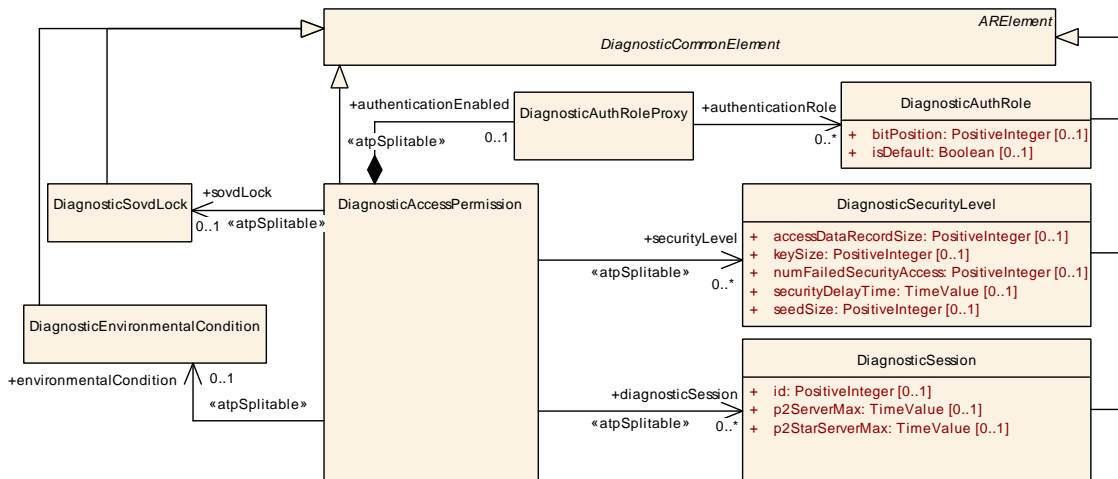 ARElement
DiagnosticCommonElement
+authenticationEnabled
0..1
«atpSplitable»
DiagnosticAuthRoleProxy
+authenticationRole
0..*
DiagnosticAuthRole
+ bitPosition: PositiveInteger [0..1]
+ isDefault: Boolean [0..1]
DiagnosticSovdLock
+sovdLock
0..1
«atpSplitable»
DiagnosticAccessPermission
+securityLevel
«atpSplitable»
0..*
DiagnosticSecurityLevel
+ accessDataRecordSize: PositiveInteger [0..1]
+ keySize: PositiveInteger [0..1]
+ numFailedSecurityAccess: PositiveInteger [0..1]
+ securityDelayTime: TimeValue [0..1]
+ seedSize: PositiveInteger [0..1]
DiagnosticEnvironmentalCondition
+environmentalCondition
0..1
«atpSplitable»
+diagnosticSession
«atpSplitable»
0..*
DiagnosticSession
+ id: PositiveInteger [0..1]
+ p2ServerMax: TimeValue [0..1]
+ p2StarServerMax: TimeValue [0..1]